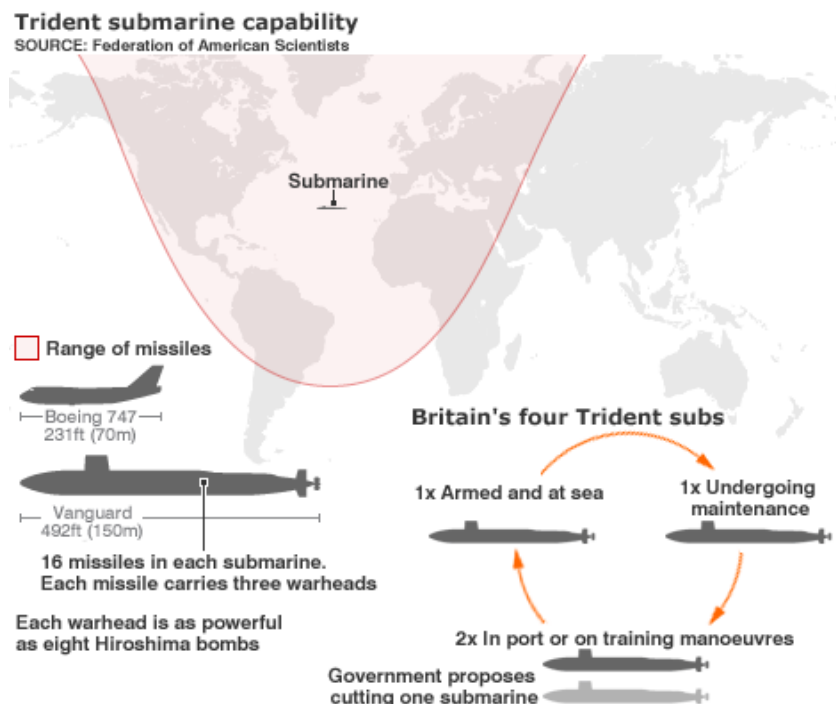 Trident submarine capability
SOURCE: Federation of American Scientists
Submarine
Range of missiles
Boeing 747
231ft (70m)
Vanguard
492ft (150m)
16 missiles in each submarine.
Each missile carries three warheads
Each warhead is as powerful
as eight Hiroshima bombs
Britain's four Trident subs
1x Armed and at sea
1x Undergoing
maintenance
2x In port or on training manoeuvres
Government proposes
cutting one submarine